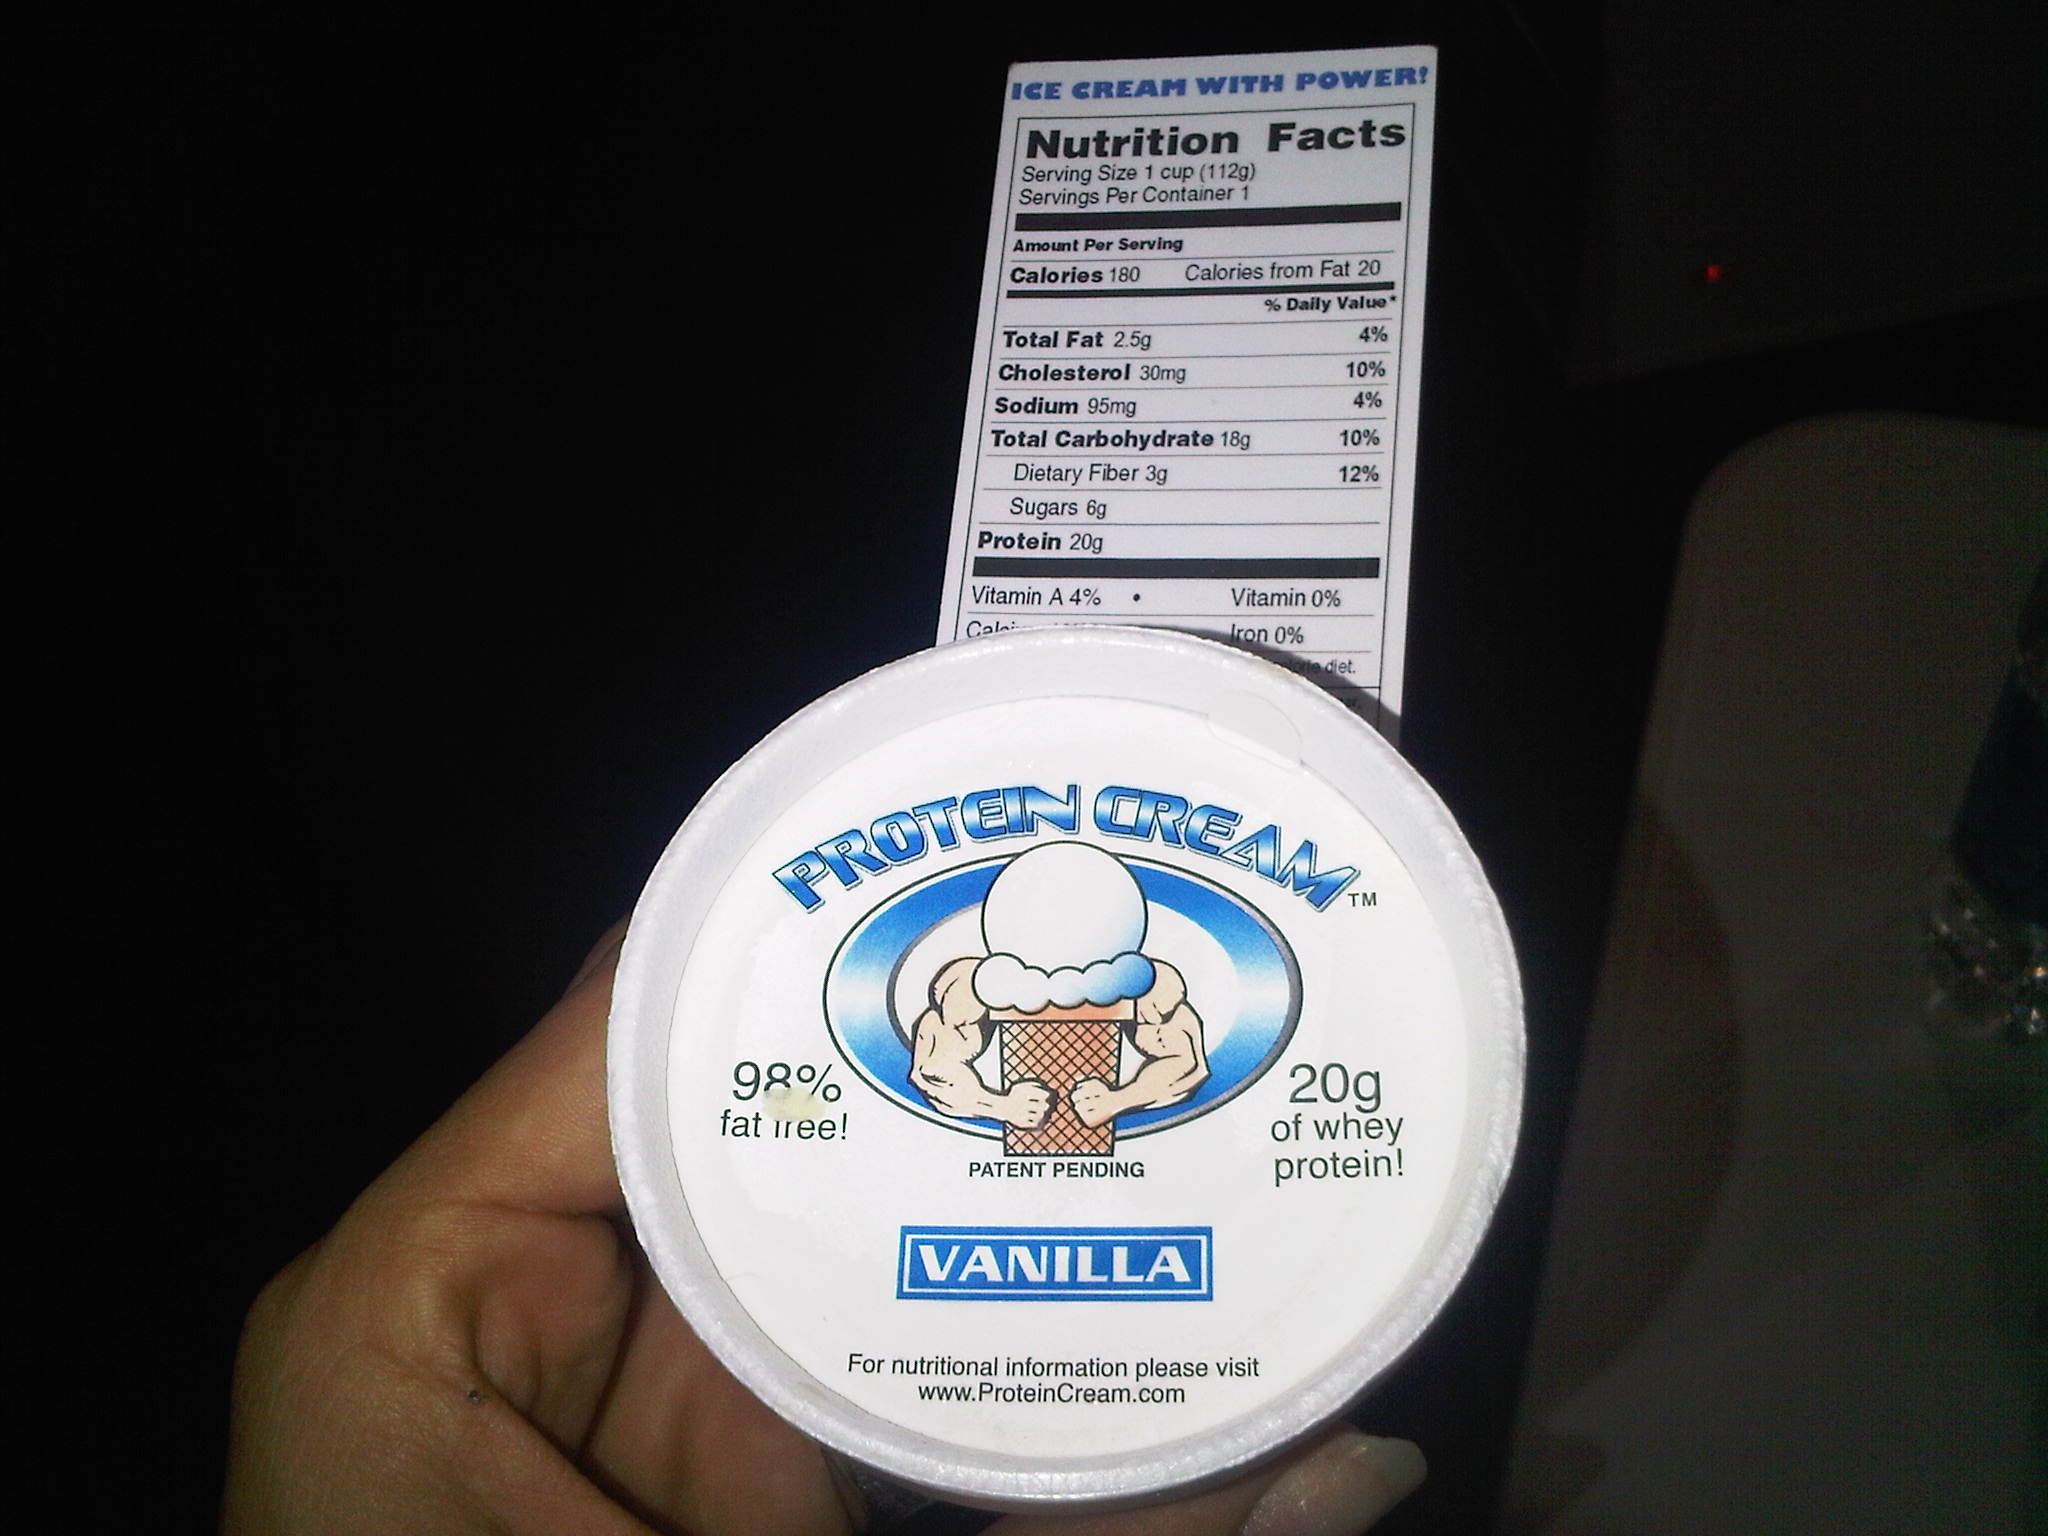 ICE CREAM WITH POWER!
Nutrition Facts
Serving Size 1 cup (112g)
Servings Per Container 1
Amount Per Serving
Calories 180 Calories from Fat 20
% Daily Value*
Total Fat 2.5g 4%
Cholesterol 30mg 10%
Sodium 95mg 4%
Total Carbohydrate 18g 10%
Dietary Fiber 3g 12%
Sugars 6g
Protein 20g
Vitamin A 4% • Vitamin 0%
Iron 0%
diet.
PROTEIN CREAM™
98%
fat free!
20g
of whey
protein!
PATENT PENDING
VANILLA
For nutritional information please visit
www.ProteinCream.com